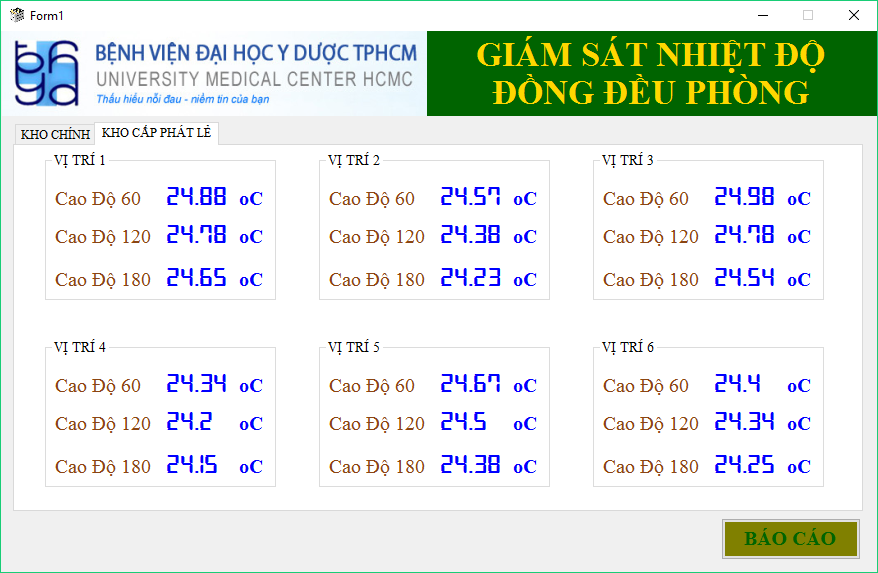 Form1
BỆNH VIỆN ĐẠI HỌC Y DƯỢC TPHCM
UNIVERSITY MEDICAL CENTER HCMC
Thấu hiểu nỗi đau - niềm tin của bạn
GIÁM SÁT NHIỆT ĐỘ
ĐỒNG ĐỀU PHÒNG
KHO CHÍNH KHO CẤP PHÁT LẺ
VỊ TRÍ 1
Cao Độ 60 24.88 oC
Cao Độ 120 24.78 oC
Cao Độ 180 24.65 oC
VỊ TRÍ 2
Cao Độ 60 24.57 oC
Cao Độ 120 24.38 oC
Cao Độ 180 24.23 oC
VỊ TRÍ 3
Cao Độ 60 24.98 oC
Cao Độ 120 24.78 oC
Cao Độ 180 24.54 oC
VỊ TRÍ 4
Cao Độ 60 24.34 oC
Cao Độ 120 24.2 oC
Cao Độ 180 24.15 oC
VỊ TRÍ 5
Cao Độ 60 24.67 oC
Cao Độ 120 24.5 oC
Cao Độ 180 24.38 oC
VỊ TRÍ 6
Cao Độ 60 24.4 oC
Cao Độ 120 24.34 oC
Cao Độ 180 24.25 oC
BÁO CÁO